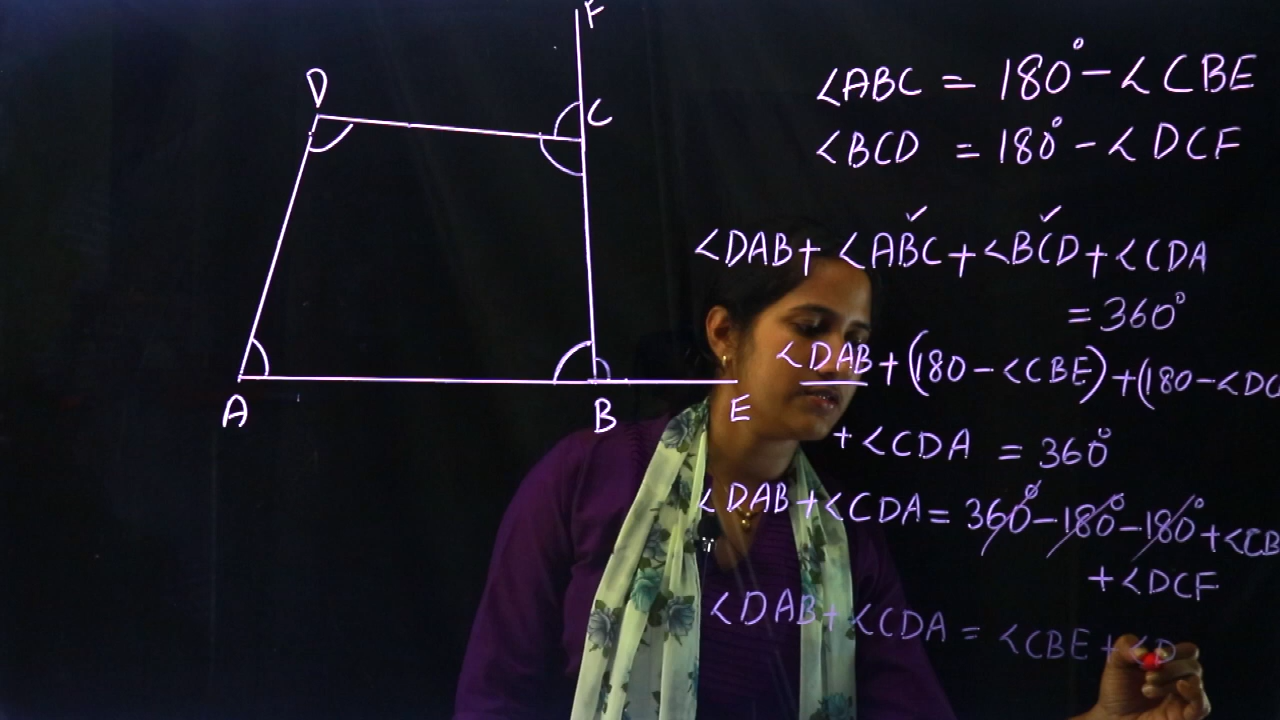 F
D
C
A
B
E
∠ABC = 180° - ∠CBE
∠BCD = 180° - ∠DCF
∠DAB + ∠ABC + ∠BCD + ∠CDA
= 360°
∠DAB + (180 - ∠CBE) + (180 - ∠DC
+ ∠CDA = 360°
∠DAB + ∠CDA = 360° - 180° - 180° + ∠CB
+ ∠DCF
∠DAB + ∠CDA = ∠CBE + ∠D